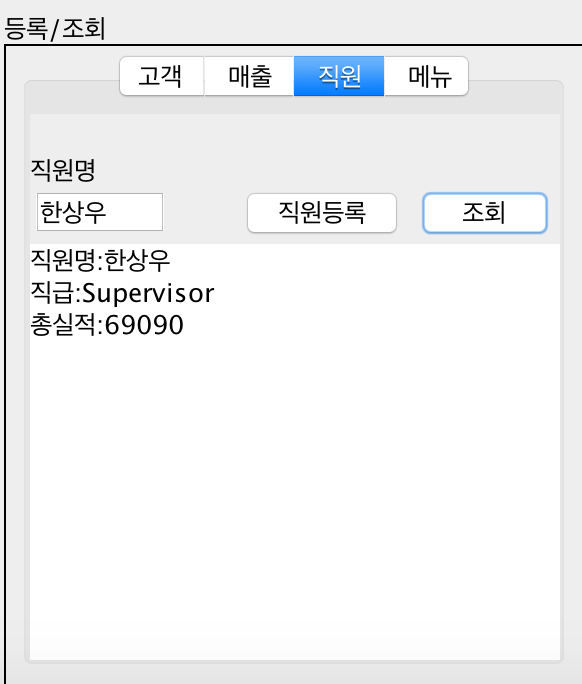 등록/조회
고객 매출 직원 메뉴
직원명
한상우 직원등록 조회
직원명:한상우
직급:Supervisor
총실적:69090